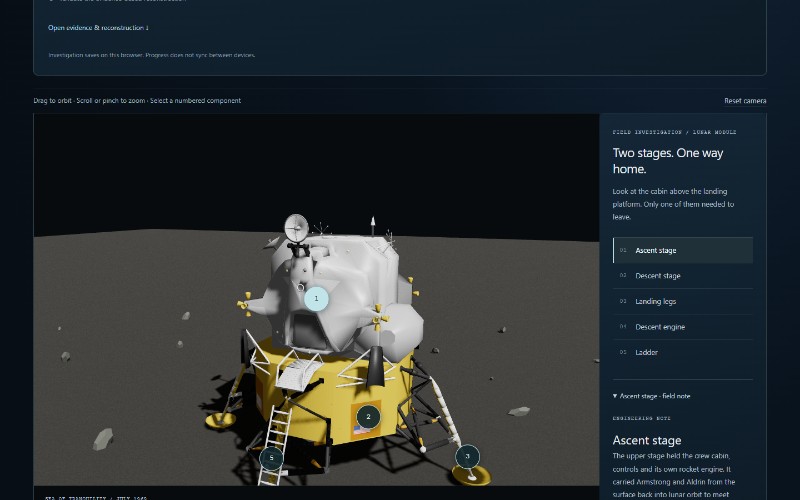 Open evidence & reconstruction ↓
Investigation saves on this browser. Progress does not sync between devices.
Drag to orbit · Scroll or pinch to zoom · Select a numbered component
Reset camera
FIELD INVESTIGATION / LUNAR MODULE
Two stages. One way
home.
Look at the cabin above the landing
platform. Only one of them needed to
leave.
01 Ascent stage
02 Descent stage
03 Landing legs
04 Descent engine
05 Ladder
▾ Ascent stage · field note
ENGINEERING NOTE
Ascent stage
The upper stage held the crew cabin,
controls and its own rocket engine. It
carried Armstrong and Aldrin from the
surface back into lunar orbit to meet
1
2
5
3
SEA OF TRANQUILITY / JULY 1969